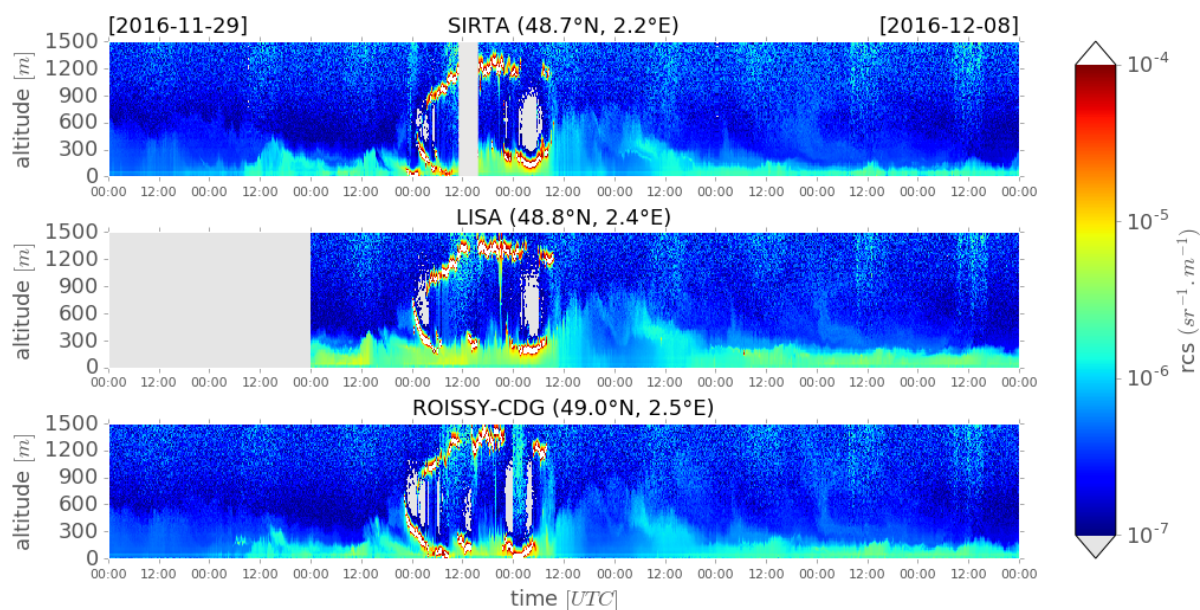 [2016-11-29] SIRTA (48.7°N, 2.2°E) [2016-12-08]
1500
1200
900
600
300
0
altitude [m]
00:00 12:00 00:00 12:00 00:00 12:00 00:00 12:00 00:00 12:00 00:00 12:00 00:00 12:00 00:00 12:00 00:00 12:00 00:00
LISA (48.8°N, 2.4°E)
1500
1200
900
600
300
0
altitude [m]
00:00 12:00 00:00 12:00 00:00 12:00 00:00 12:00 00:00 12:00 00:00 12:00 00:00 12:00 00:00 12:00 00:00 12:00 00:00
ROISSY-CDG (49.0°N, 2.5°E)
1500
1200
900
600
300
0
altitude [m]
00:00 12:00 00:00 12:00 00:00 12:00 00:00 12:00 00:00 12:00 00:00 12:00 00:00 12:00 00:00 12:00 00:00 12:00 00:00
time [UTC]
10⁻⁴
10⁻⁵
10⁻⁶
10⁻⁷
rcs (sr⁻¹.m⁻¹)